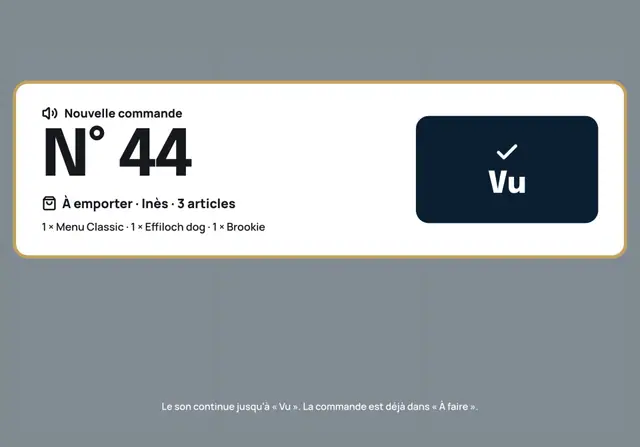 Nouvelle commande
N° 44
À emporter · Inès · 3 articles
1 × Menu Classic · 1 × Effiloch dog · 1 × Brookie
Vu
Le son continue jusqu'à « Vu ». La commande est déjà dans « À faire ».